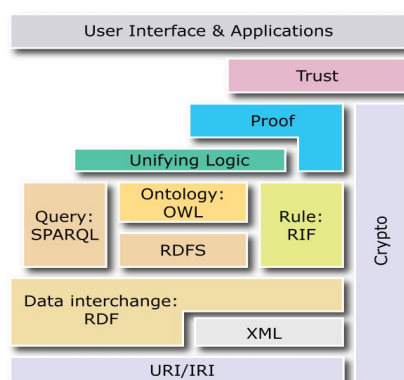 User Interface & Applications
Trust
Proof
Unifying Logic
Query:
SPARQL
Ontology:
OWL
RDFS
Rule:
RIF
Crypto
Data interchange:
RDF
XML
URI/IRI